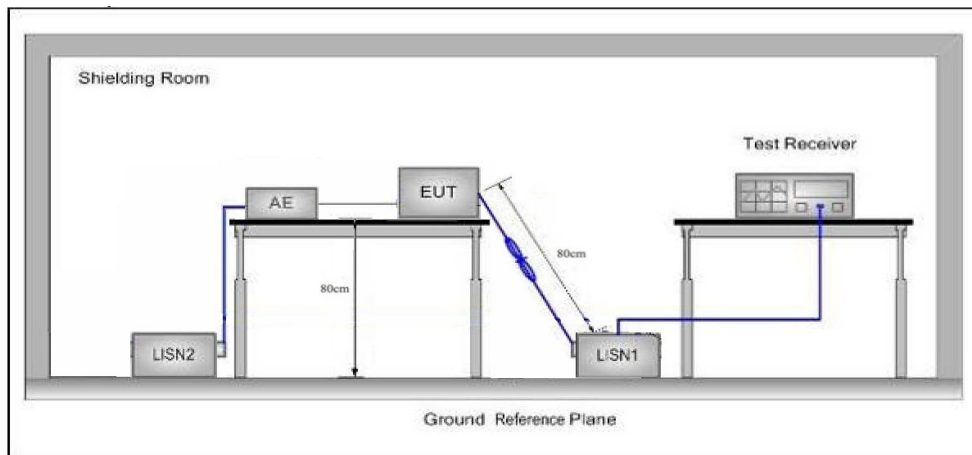 Shielding Room
Test Receiver
AE
EUT
80cm
80cm
LISN2
LISN1
Ground Reference Plane